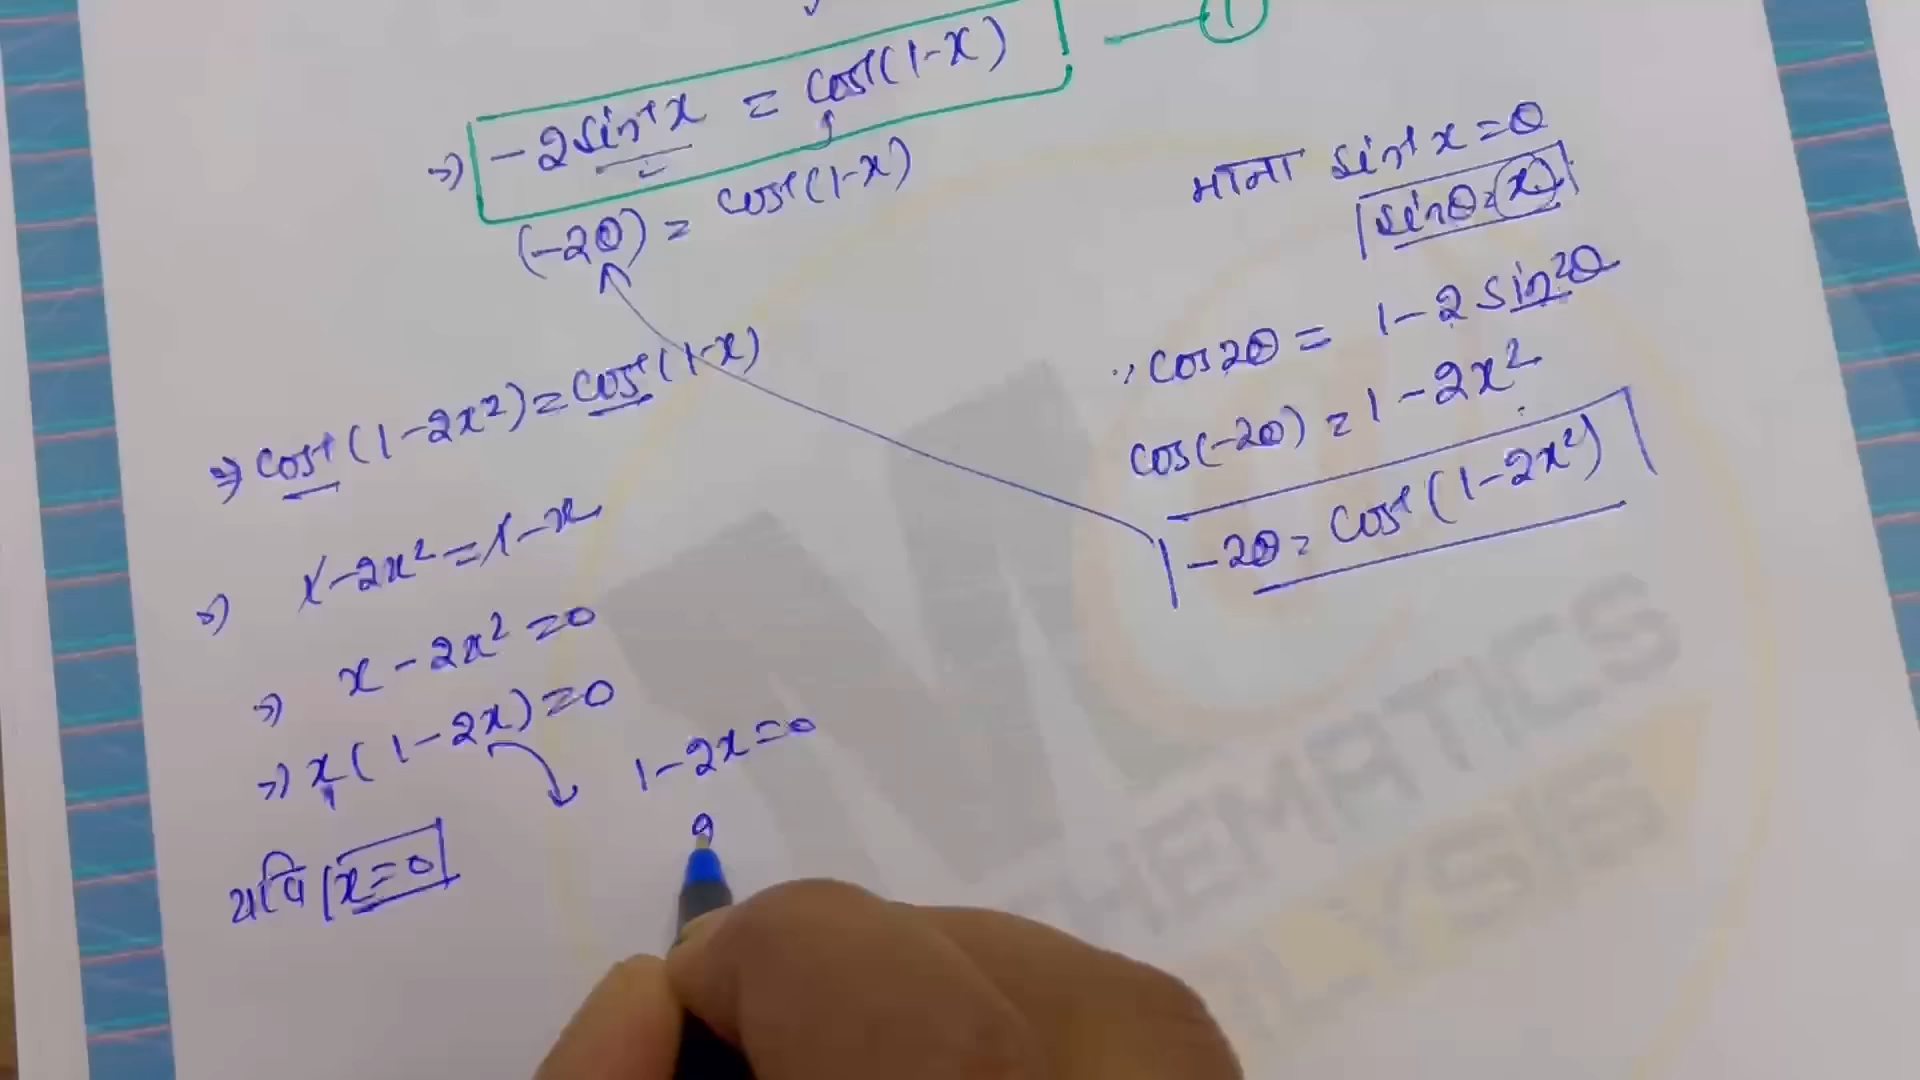 ①
⇒ -2sin⁻¹x = cos⁻¹(1-x)
(-2θ) = cos⁻¹(1-x)
⇒ cos⁻¹(1-2x²) = cos⁻¹(1-x)
⇒ 1-2x² = 1-x
⇒ x-2x² = 0
⇒ x(1-2x) = 0
1-2x=0
यदि x=0
माना sin⁻¹x = θ
sinθ = x
∵ cos2θ = 1-2sin²θ
cos(-2θ) = 1-2x²
-2θ = cos⁻¹(1-2x²)